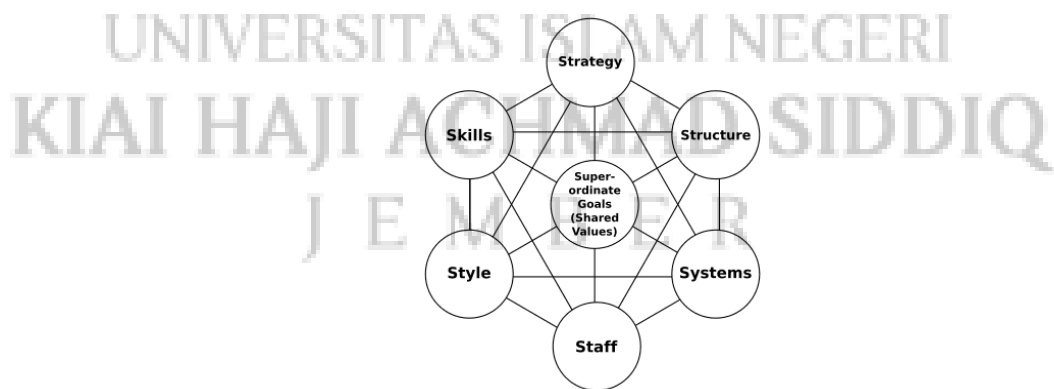 UNIVERSITAS ISLAM NEGERI
Strategy
KIAI HAJI ACHMAD SIDDIQ
Skills
Structure
Super-
ordinate
Goals
(Shared
Values)
J E M B E R
Style
Systems
Staff